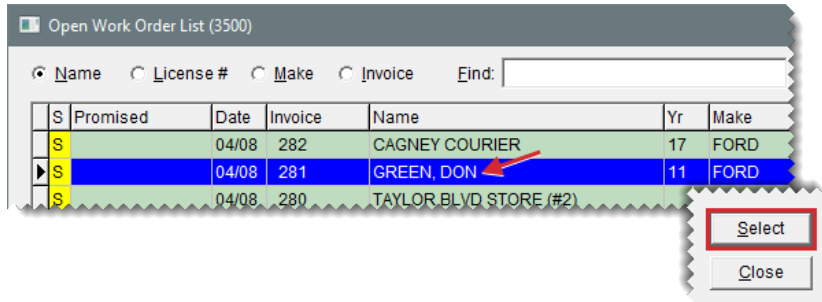 Open Work Order List (3500)
Name License # Make Invoice Find:
S Promised Date Invoice Name Yr Make
S 04/08 282 CAGNEY COURIER 17 FORD
S 04/08 281 GREEN, DON 11 FORD
S 04/08 280 TAYLOR BLVD STORE (#2)
Select
Close